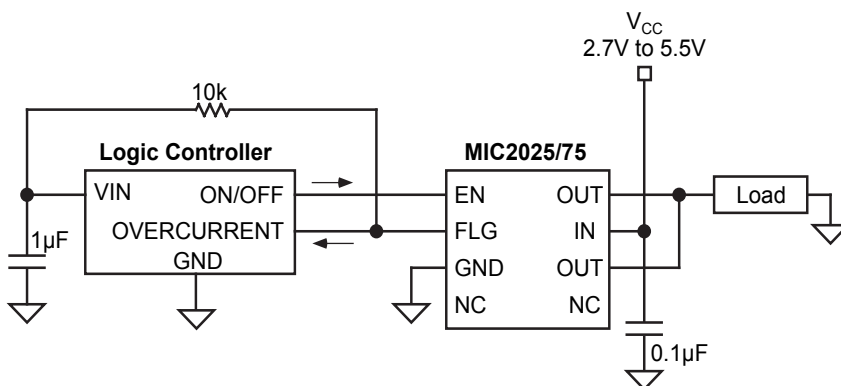 V_CC
2.7V to 5.5V
10k
Logic Controller
MIC2025/75
VIN
ON/OFF
OVERCURRENT
GND
1µF
EN
FLG
GND
NC
OUT
IN
OUT
NC
Load
0.1µF